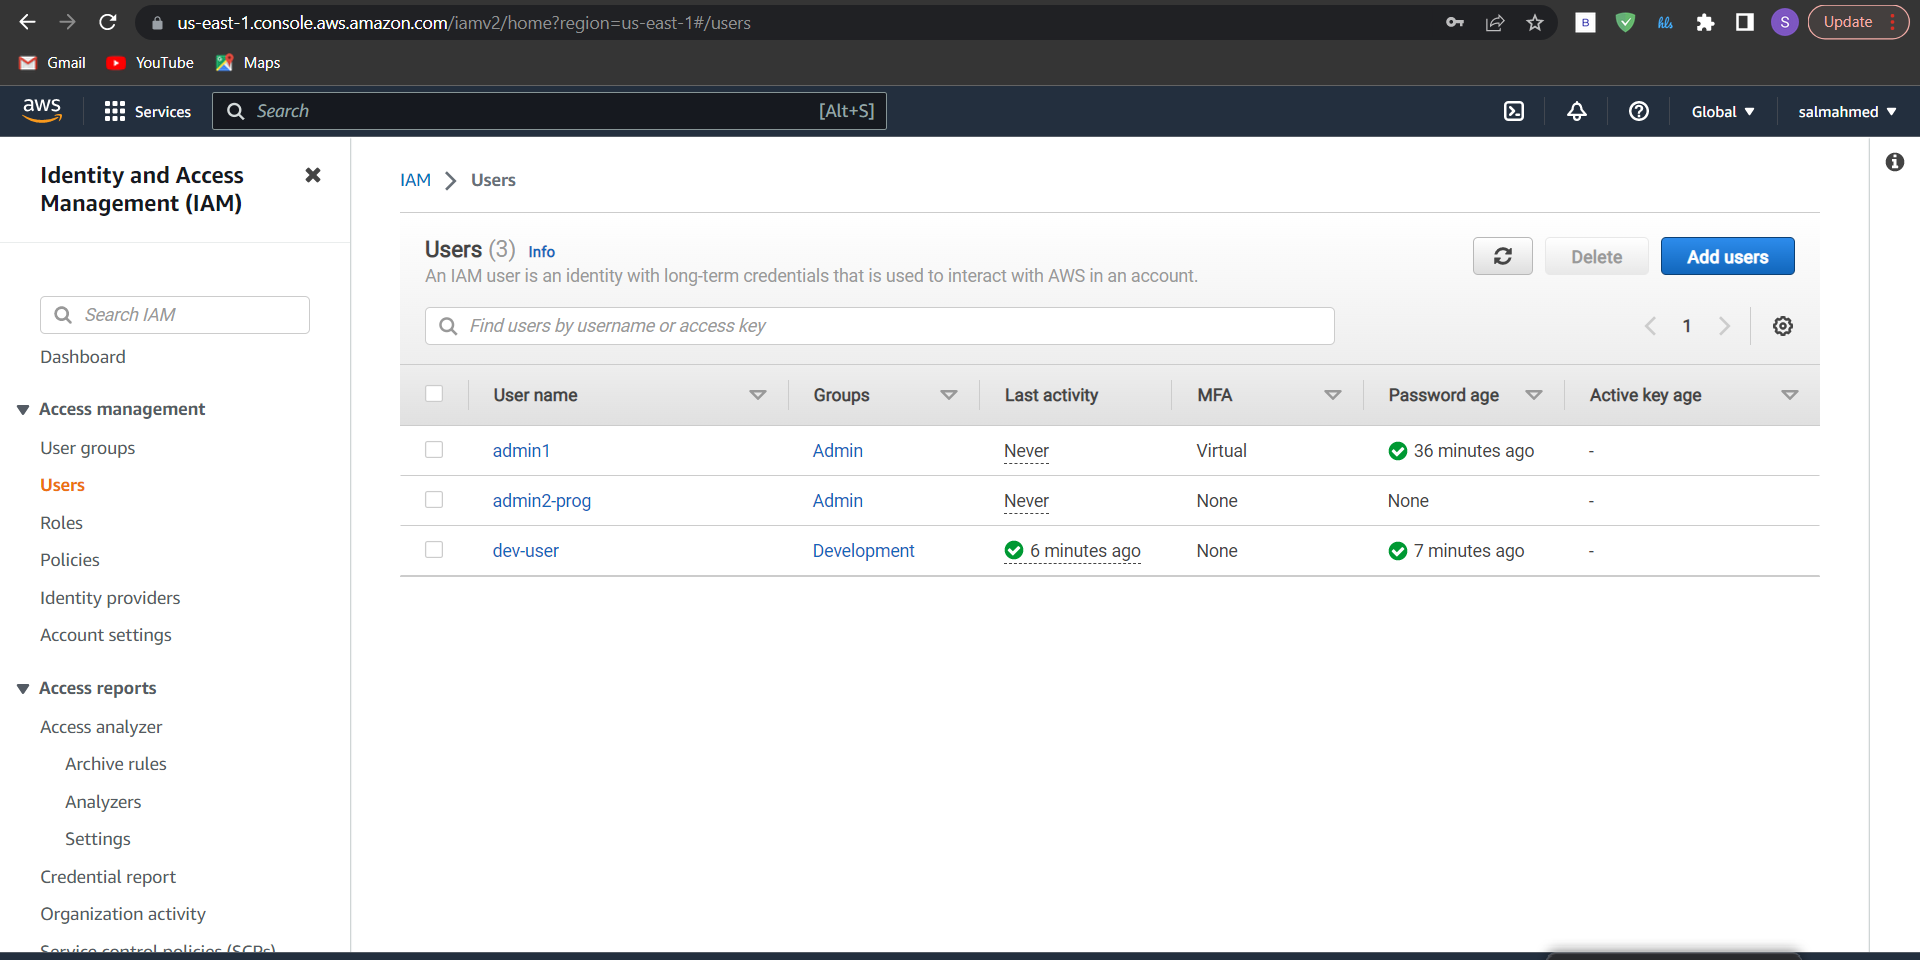 us-east-1.console.aws.amazon.com/iamv2/home?region=us-east-1#/users
B
hls
S
Update
Gmail
YouTube
Maps
aws
Services
Search
[Alt+S]
Global
salmahmed
Identity and Access
Management (IAM)
Search IAM
Dashboard
Access management
User groups
Users
Roles
Policies
Identity providers
Account settings
Access reports
Access analyzer
Archive rules
Analyzers
Settings
Credential report
Organization activity
Service control policies (SCPs)
IAM > Users
Users (3) Info
An IAM user is an identity with long-term credentials that is used to interact with AWS in an account.
Delete
Add users
Find users by username or access key
1
User name Groups Last activity MFA Password age Active key age
admin1 Admin Never Virtual 36 minutes ago -
admin2-prog Admin Never None None -
dev-user Development 6 minutes ago None 7 minutes ago -